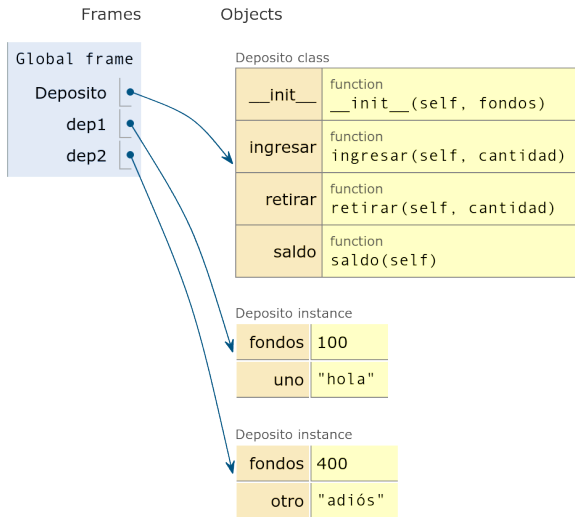 Frames Objects
Global frame
Deposito
dep1
dep2
Deposito class
__init__ function
__init__(self, fondos)
ingresar function
ingresar(self, cantidad)
retirar function
retirar(self, cantidad)
saldo function
saldo(self)
Deposito instance
fondos 100
uno "hola"
Deposito instance
fondos 400
otro "adiós"